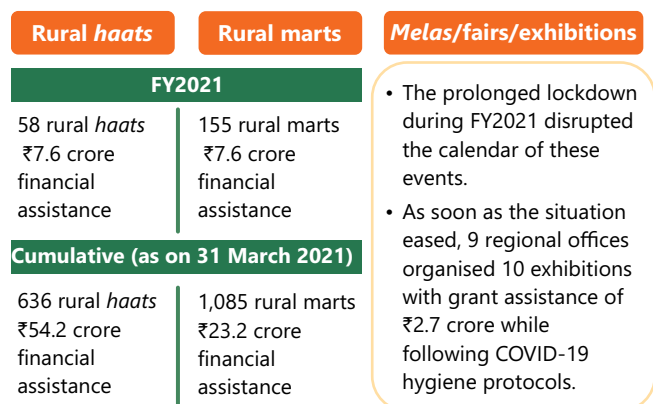 Rural haats
Rural marts
Melas/fairs/exhibitions
FY2021
58 rural haats
₹7.6 crore
financial
assistance
155 rural marts
₹7.6 crore
financial
assistance
Cumulative (as on 31 March 2021)
636 rural haats
₹54.2 crore
financial
assistance
1,085 rural marts
₹23.2 crore
financial
assistance
• The prolonged lockdown
during FY2021 disrupted
the calendar of these
events.
• As soon as the situation
eased, 9 regional offices
organised 10 exhibitions
with grant assistance of
₹2.7 crore while
following COVID-19
hygiene protocols.